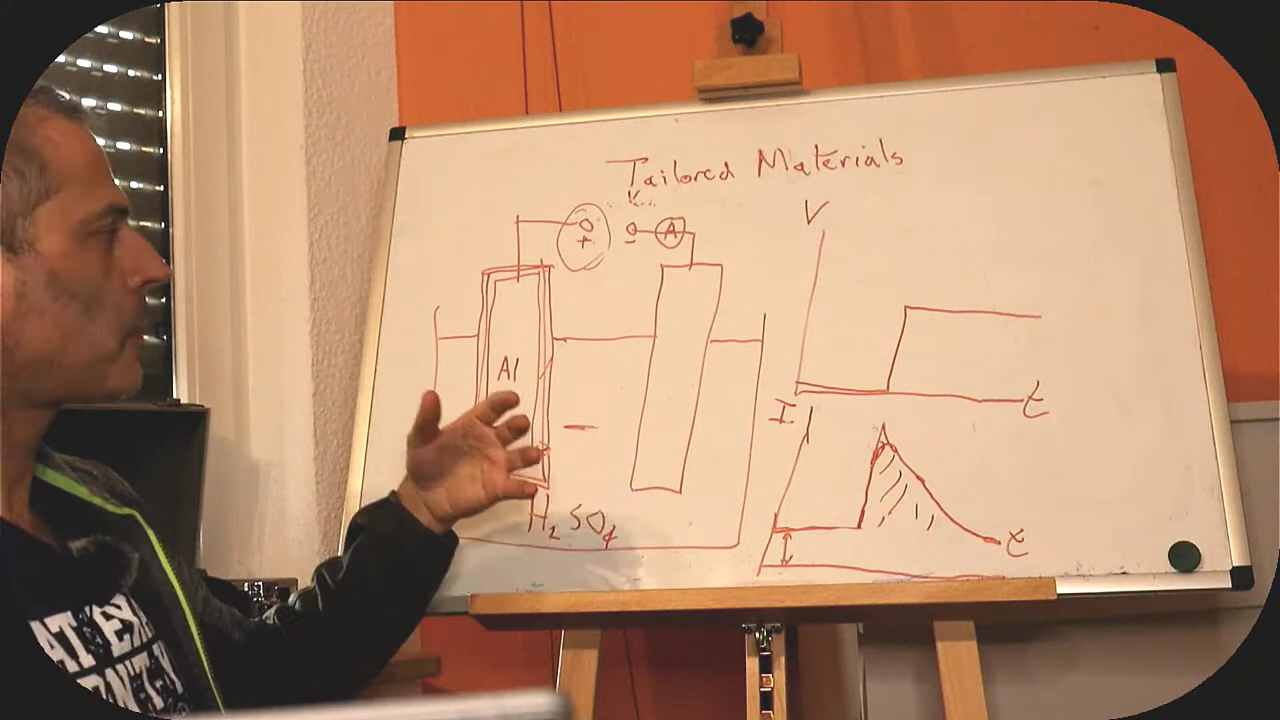 Tailored Materials
V
+
-
A
Al
t
I
H₂SO₄
t
I